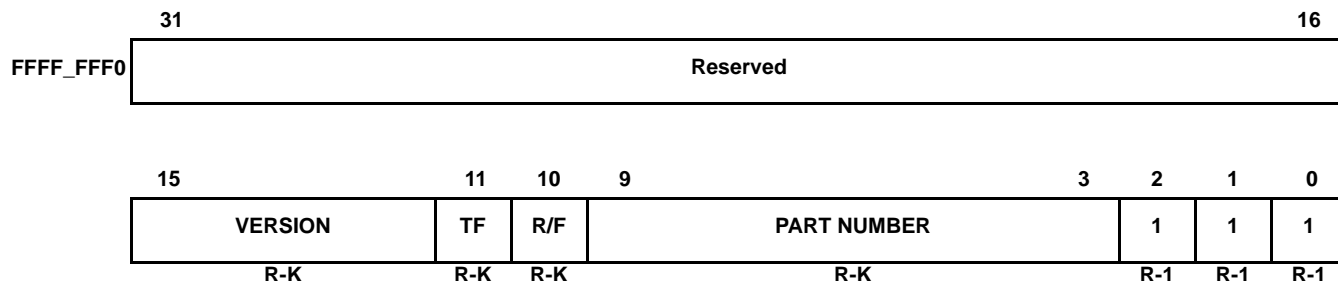 31 16
FFFF_FFF0 Reserved
15 11 10 9 3 2 1 0
VERSION TF R/F PART NUMBER 1 1 1
R-K R-K R-K R-K R-1 R-1 R-1